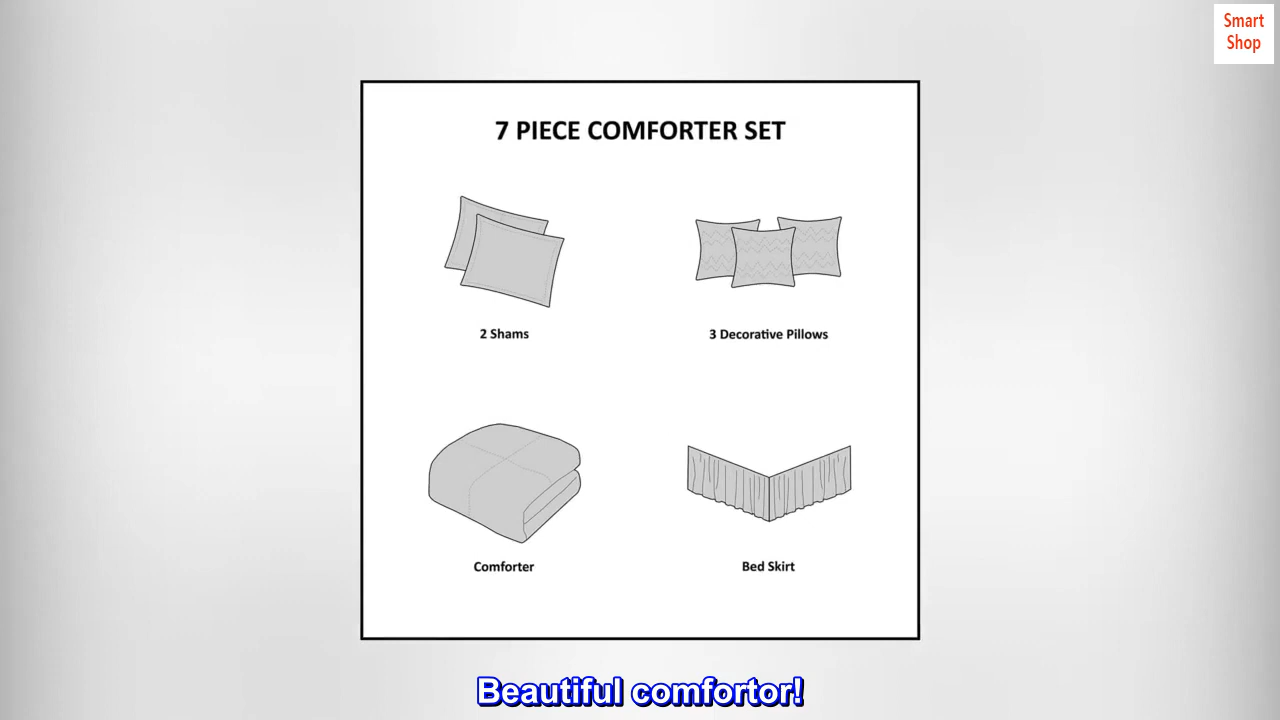 Smart
Shop
7 PIECE COMFORTER SET
2 Shams
3 Decorative Pillows
Comforter
Bed Skirt
Beautiful comfortor!